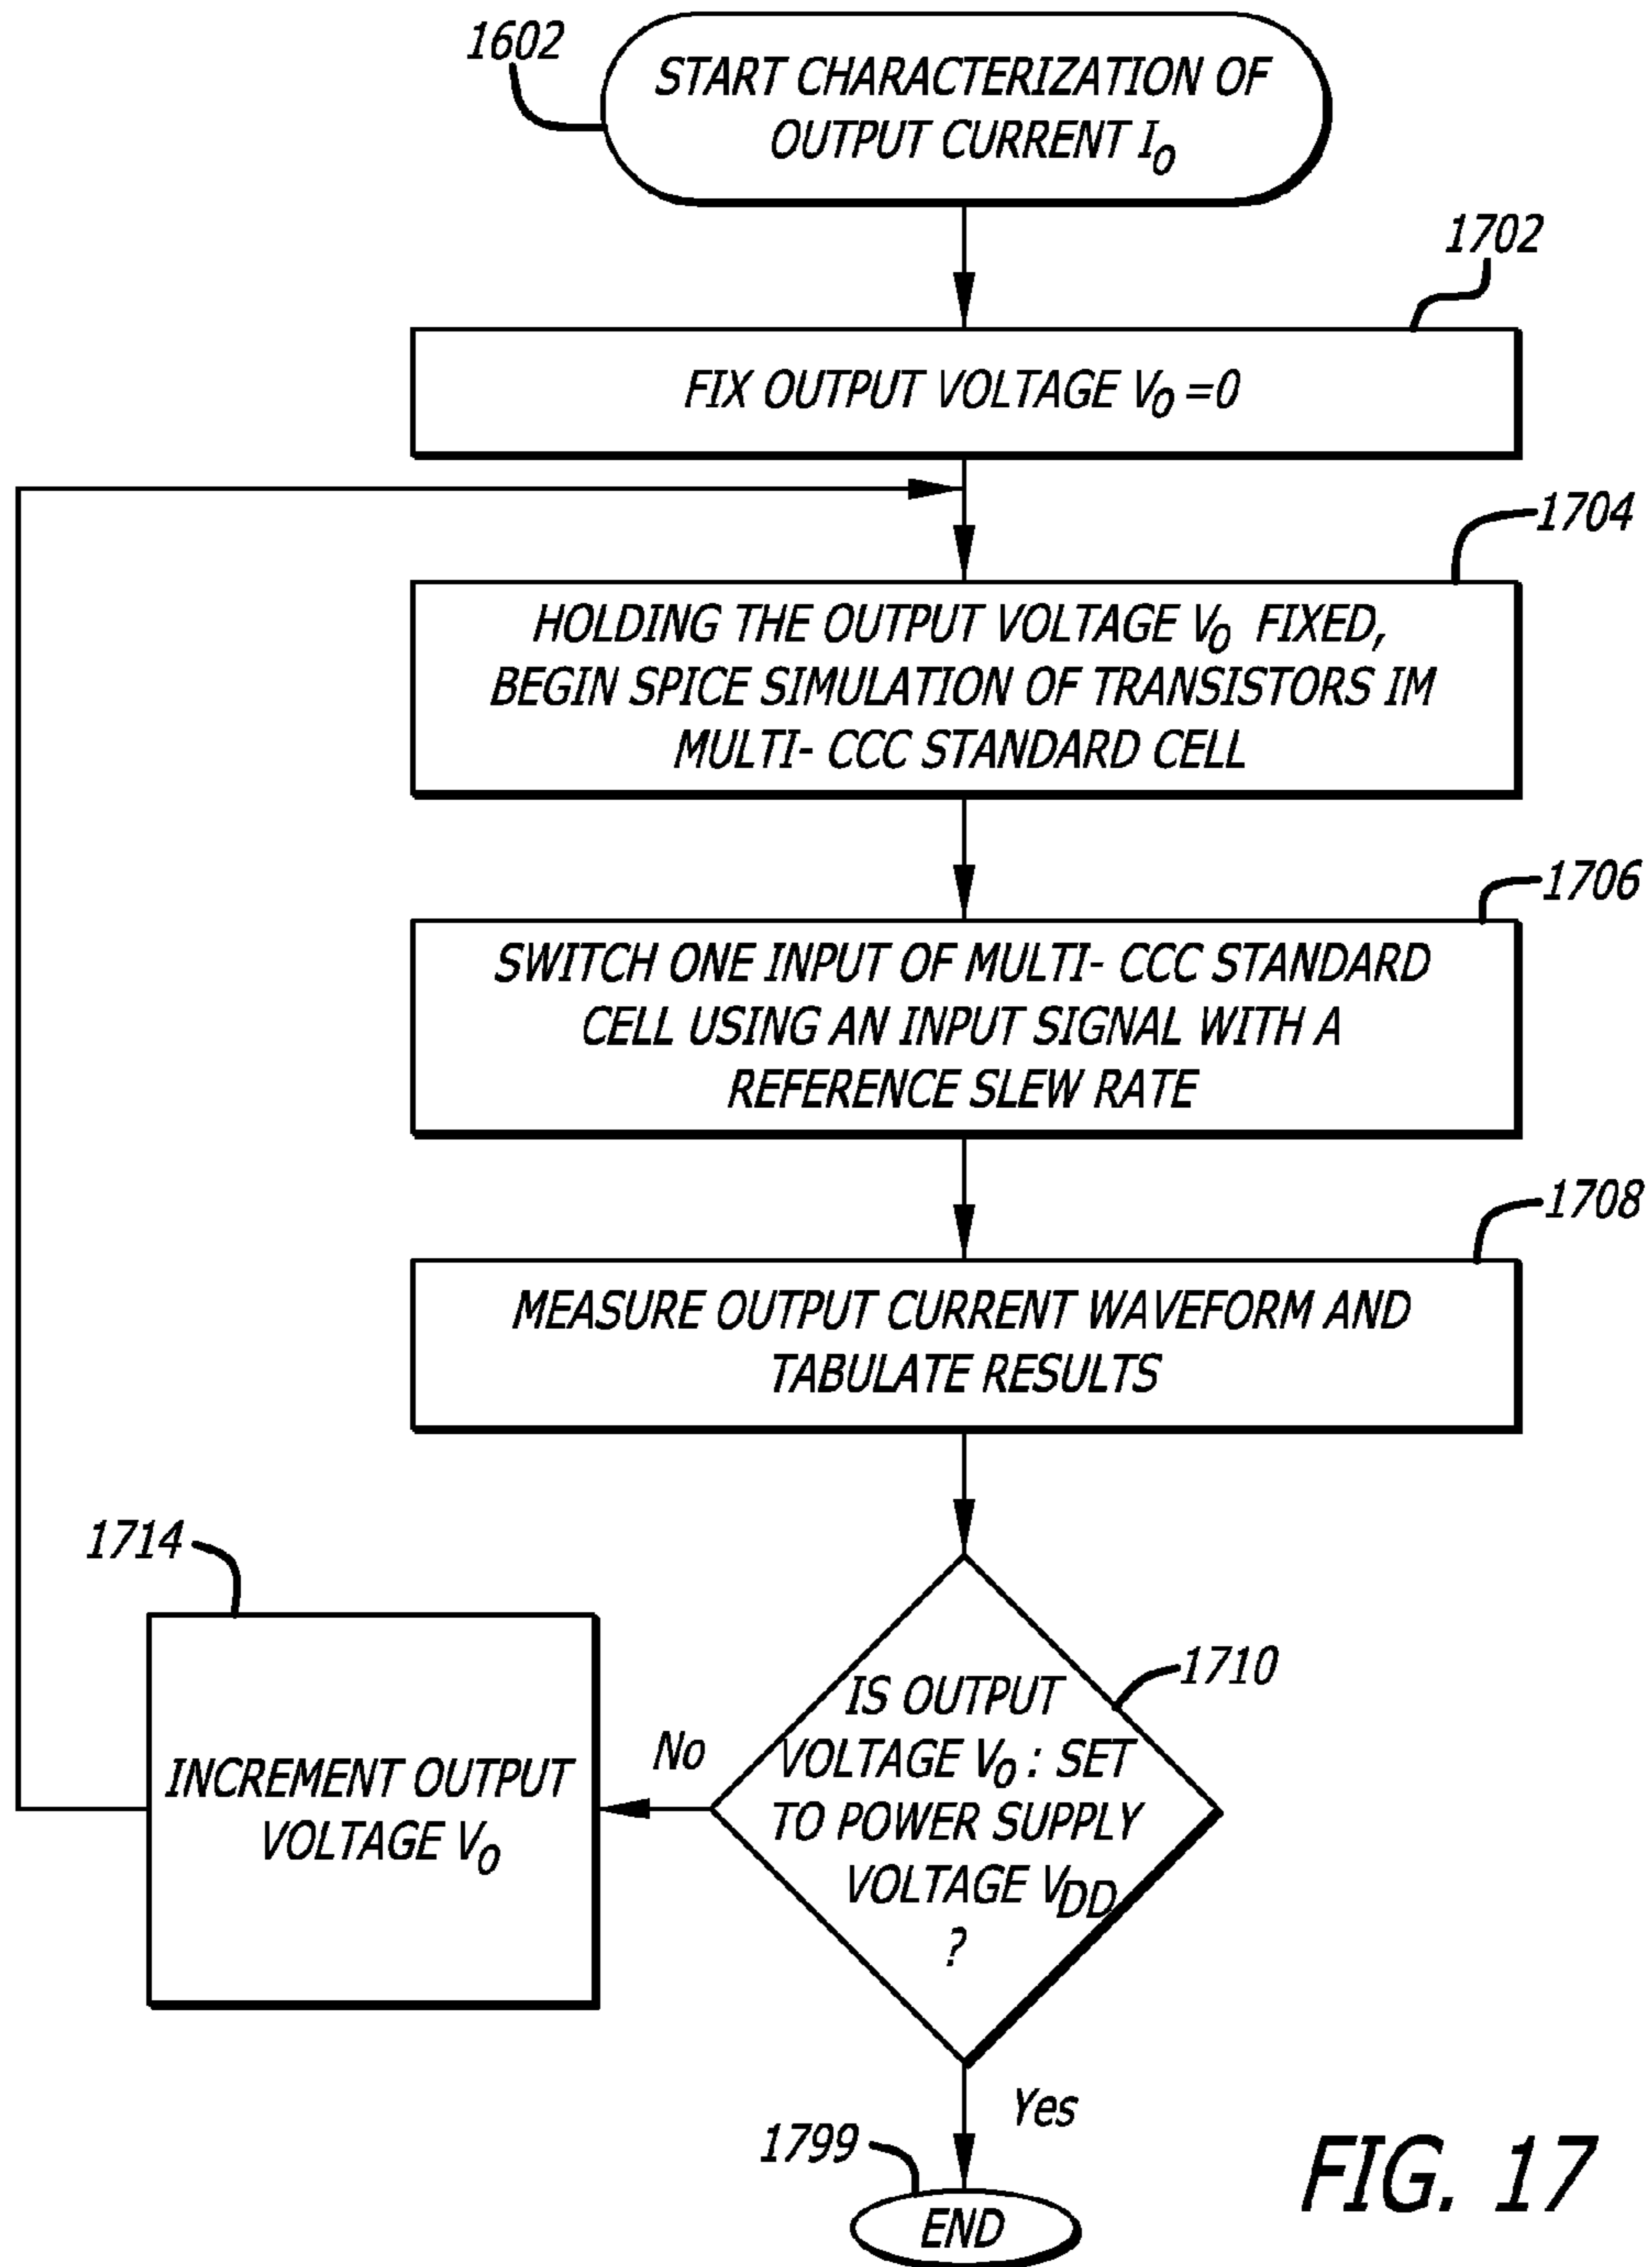 1602
START CHARACTERIZATION OF
OUTPUT CURRENT I₀
1702
FIX OUTPUT VOLTAGE V₀ =0
1704
HOLDING THE OUTPUT VOLTAGE V₀ FIXED,
BEGIN SPICE SIMULATION OF TRANSISTORS IM
MULTI- CCC STANDARD CELL
1706
SWITCH ONE INPUT OF MULTI- CCC STANDARD
CELL USING AN INPUT SIGNAL WITH A
REFERENCE SLEW RATE
1708
MEASURE OUTPUT CURRENT WAVEFORM AND
TABULATE RESULTS
1714
INCREMENT OUTPUT
VOLTAGE V₀
No
1710
IS OUTPUT
VOLTAGE V₀ : SET
TO POWER SUPPLY
VOLTAGE V_DD
?
Yes
1799
END
FIG. 17